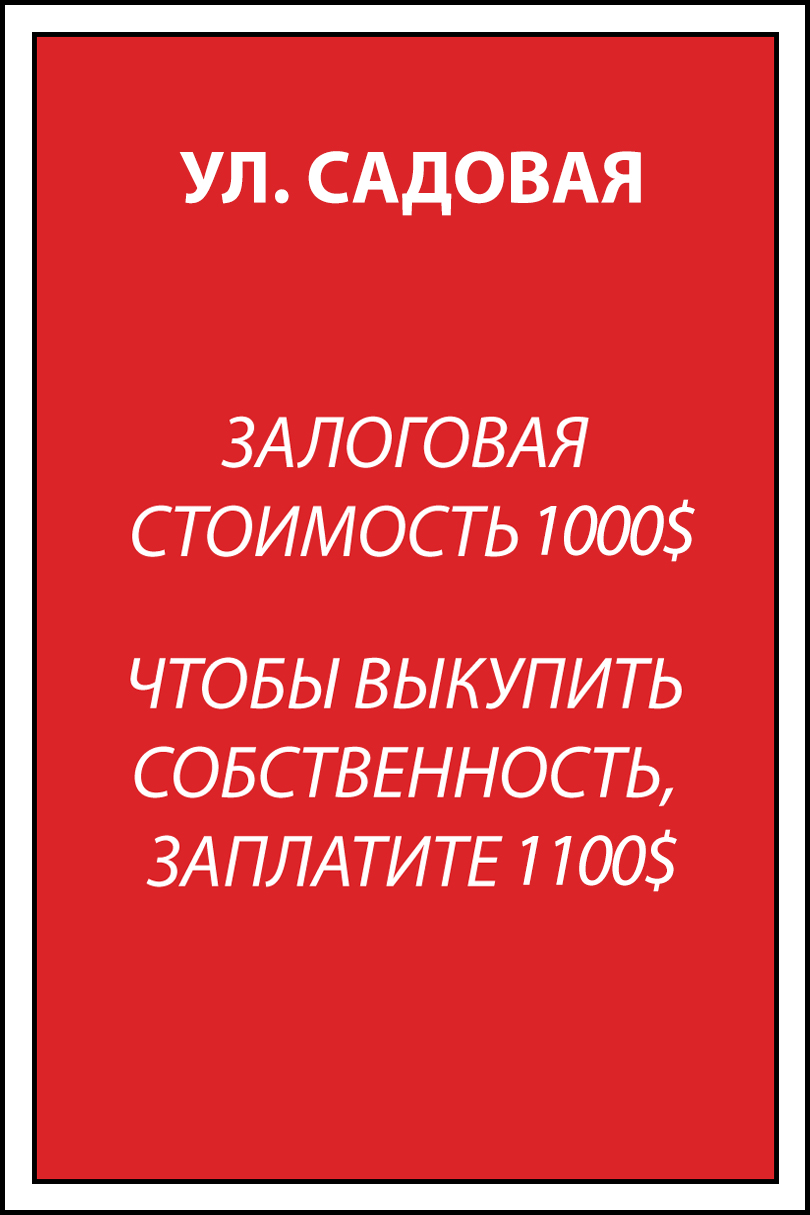 УЛ. САДОВАЯ
ЗАЛОГОВАЯ
СТОИМОСТЬ 1000$
ЧТОБЫ ВЫКУПИТЬ
СОБСТВЕННОСТЬ,
ЗАПЛАТИТЕ 1100$